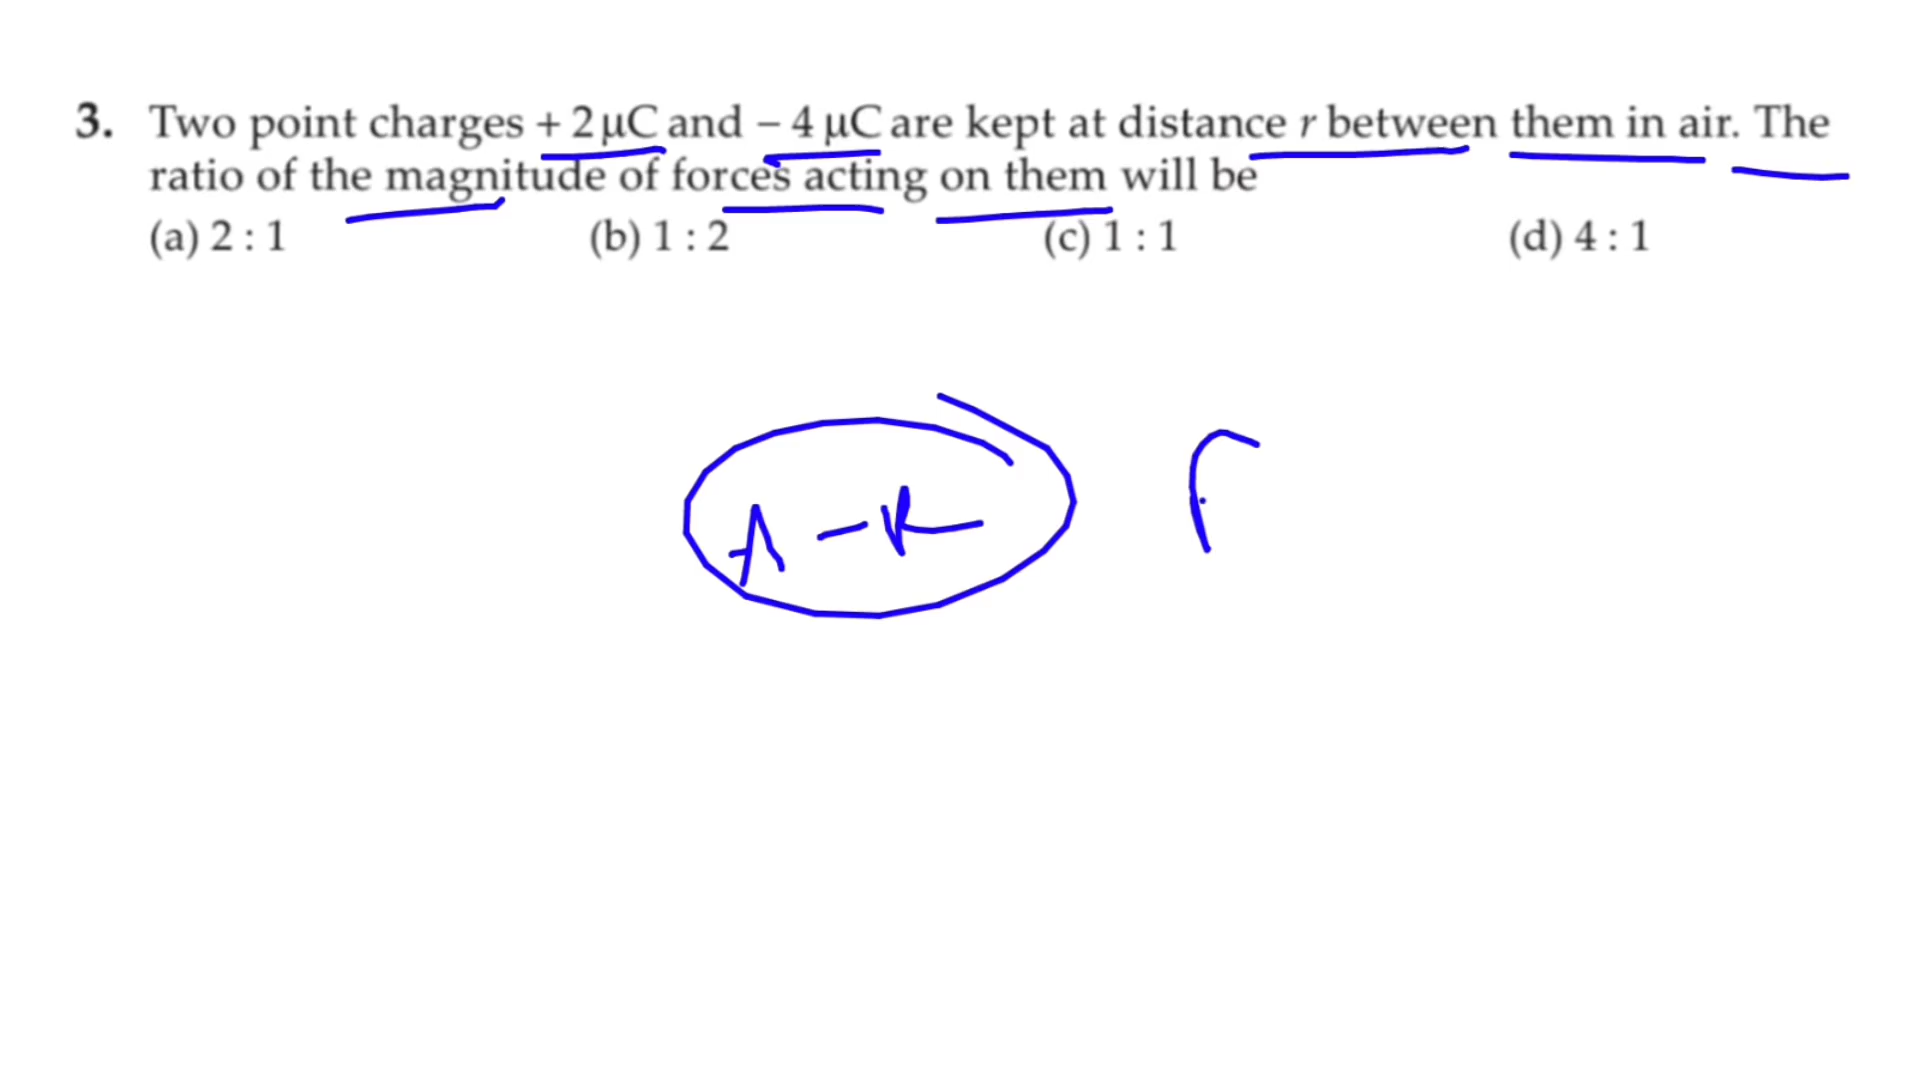 3. Two point charges + 2 μC and – 4 μC are kept at distance r between them in air. The
ratio of the magnitude of forces acting on them will be
(a) 2 : 1 (b) 1 : 2 (c) 1 : 1 (d) 4 : 1